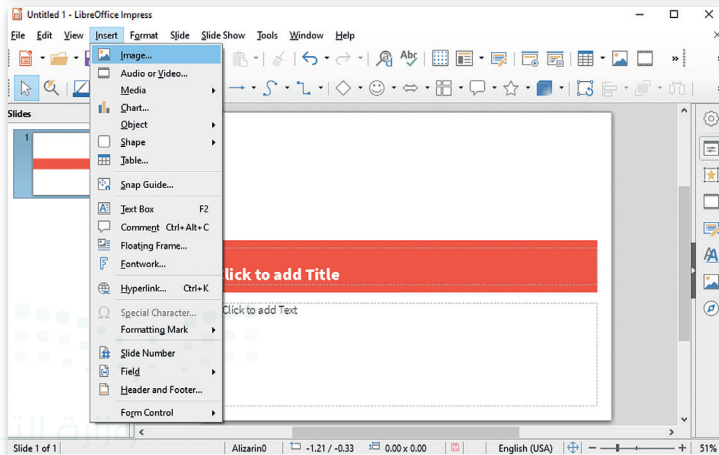 Untitled 1 - LibreOffice Impress
File Edit View Insert Format Slide Slide Show Tools Window Help
Slides
1
Image...
Audio or Video...
Media
Chart...
Object
Shape
Table...
Snap Guide...
Text Box F2
Comment Ctrl+Alt+C
Floating Frame...
Fontwork...
Hyperlink... Ctrl+K
Special Character...
Formatting Mark
Slide Number
Field
Header and Footer...
Form Control
lick to add Title
Click to add Text
Slide 1 of 1 Alizarin0 -1.21 / -0.33 0.00 x 0.00 English (USA) 51%